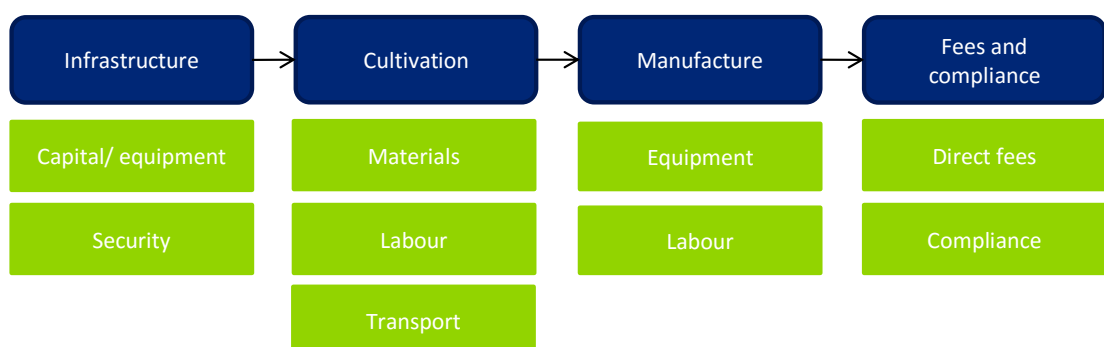 Infrastructure
Cultivation
Manufacture
Fees and
compliance
Capital/ equipment
Materials
Equipment
Direct fees
Security
Labour
Labour
Compliance
Transport